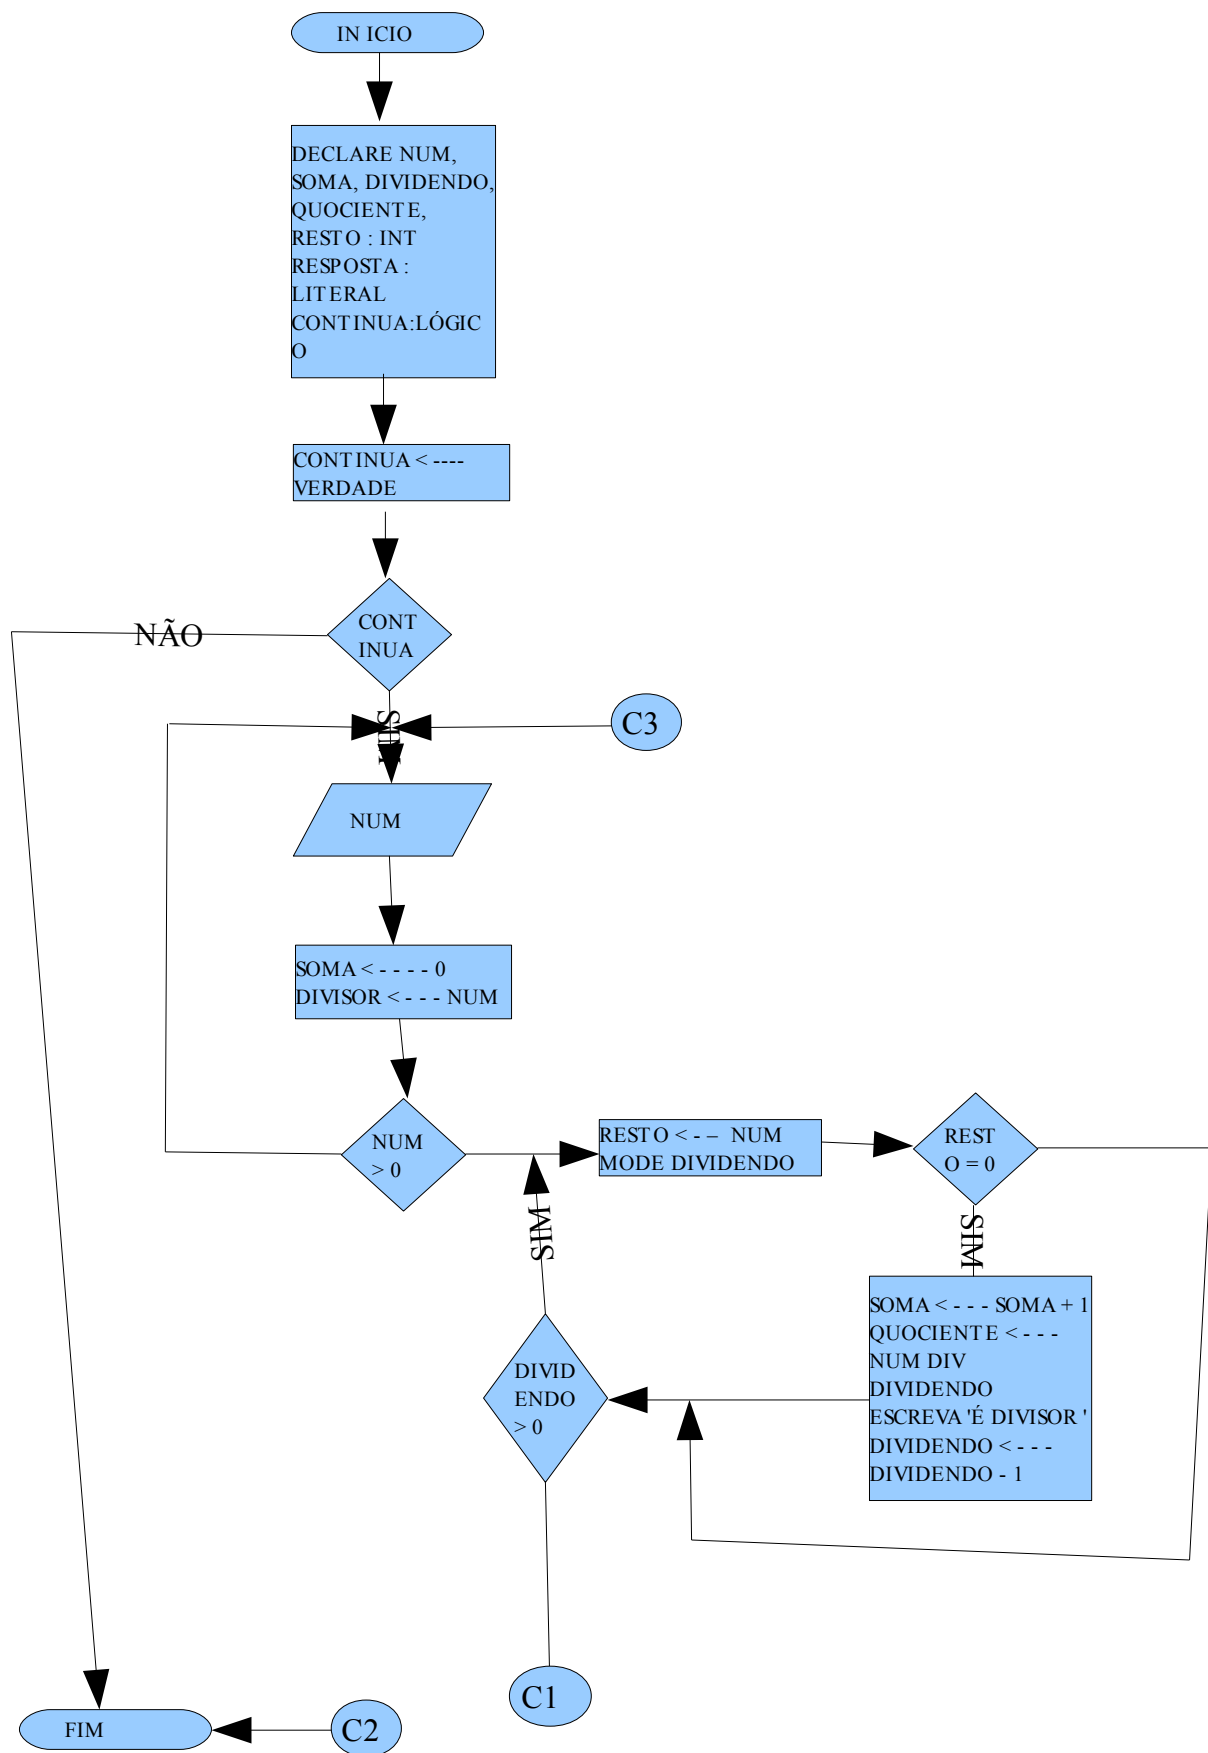 IN ICIO
DECLARE NUM,
SOMA, DIVIDENDO,
QUOCIENTE,
RESTO : INT
RESPOSTA :
LITERAL
CONTINUA:LÓGIC
O
CONTINUA < ----
VERDADE
CONT
INUA
NÃO
SIM
C3
NUM
SOMA < - - - - 0
DIVISOR < - - - NUM
NUM
> 0
RESTO < - – NUM
MODE DIVIDENDO
REST
O = 0
SIM
SIM
SOMA < - - - SOMA + 1
QUOCIENTE < - - -
NUM DIV
DIVIDENDO
ESCREVA 'É DIVISOR '
DIVIDENDO < - - -
DIVIDENDO - 1
DIVID
ENDO
> 0
C1
FIM
C2